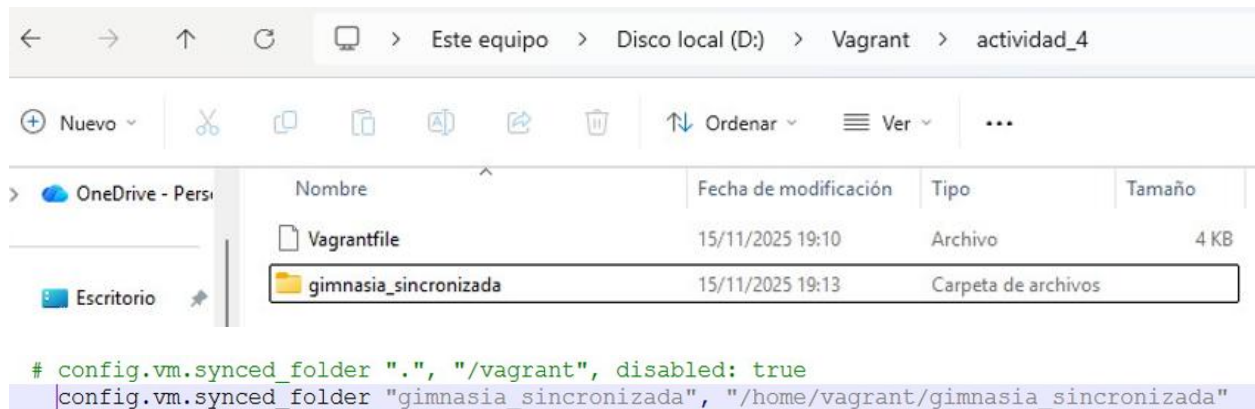 Este equipo > Disco local (D:) > Vagrant > actividad_4
Nuevo Ordenar Ver ...
OneDrive - Pers
Nombre Fecha de modificación Tipo Tamaño
Vagrantfile 15/11/2025 19:10 Archivo 4 KB
Escritorio gimnasia_sincronizada 15/11/2025 19:13 Carpeta de archivos
# config.vm.synced_folder ".", "/vagrant", disabled: true
config.vm.synced_folder "gimnasia_sincronizada", "/home/vagrant/gimnasia_sincronizada"